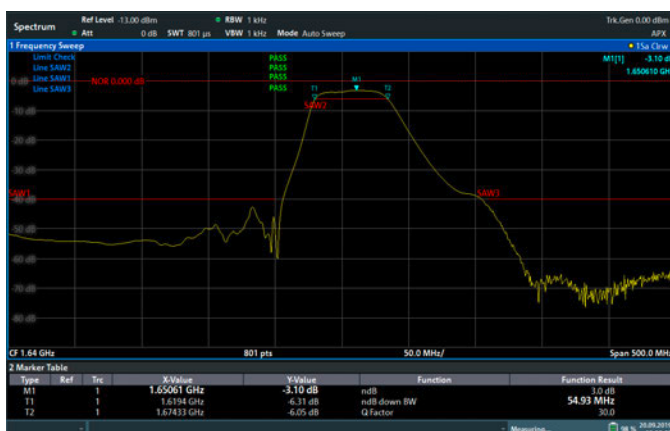 Spectrum Ref Level -13.00 dBm RBW 1 kHz Trk.Gen 0.00 dBm
Att 0 dB SWT 801 µs VBW 1 kHz Mode Auto Sweep APX
1 Frequency Sweep 1Sa Clrw
Limit Check PASS M1[1] -3.10 d
Line SAW2 PASS 1.650610 GH
Line SAW1 PASS
Line SAW3 PASS
0 dB NOR 0.000 dB
T1 M1 T2
SAW2
-10 dB
-20 dB
-30 dB
SAW1 SAW3
-40 dB
-50 dB
-60 dB
-70 dB
-80 dB
CF 1.64 GHz 801 pts 50.0 MHz/ Span 500.0 M
2 Marker Table
Type Ref Trc X-Value Y-Value Function Function Result
M1 1 1.65061 GHz -3.10 dB ndB 3.0 dB
T1 1 1.6194 GHz -6.31 dB ndB down BW 54.93 MHz
T2 1 1.67433 GHz -6.05 dB Q Factor 30.0
Measuring... 98 % 20.09.201